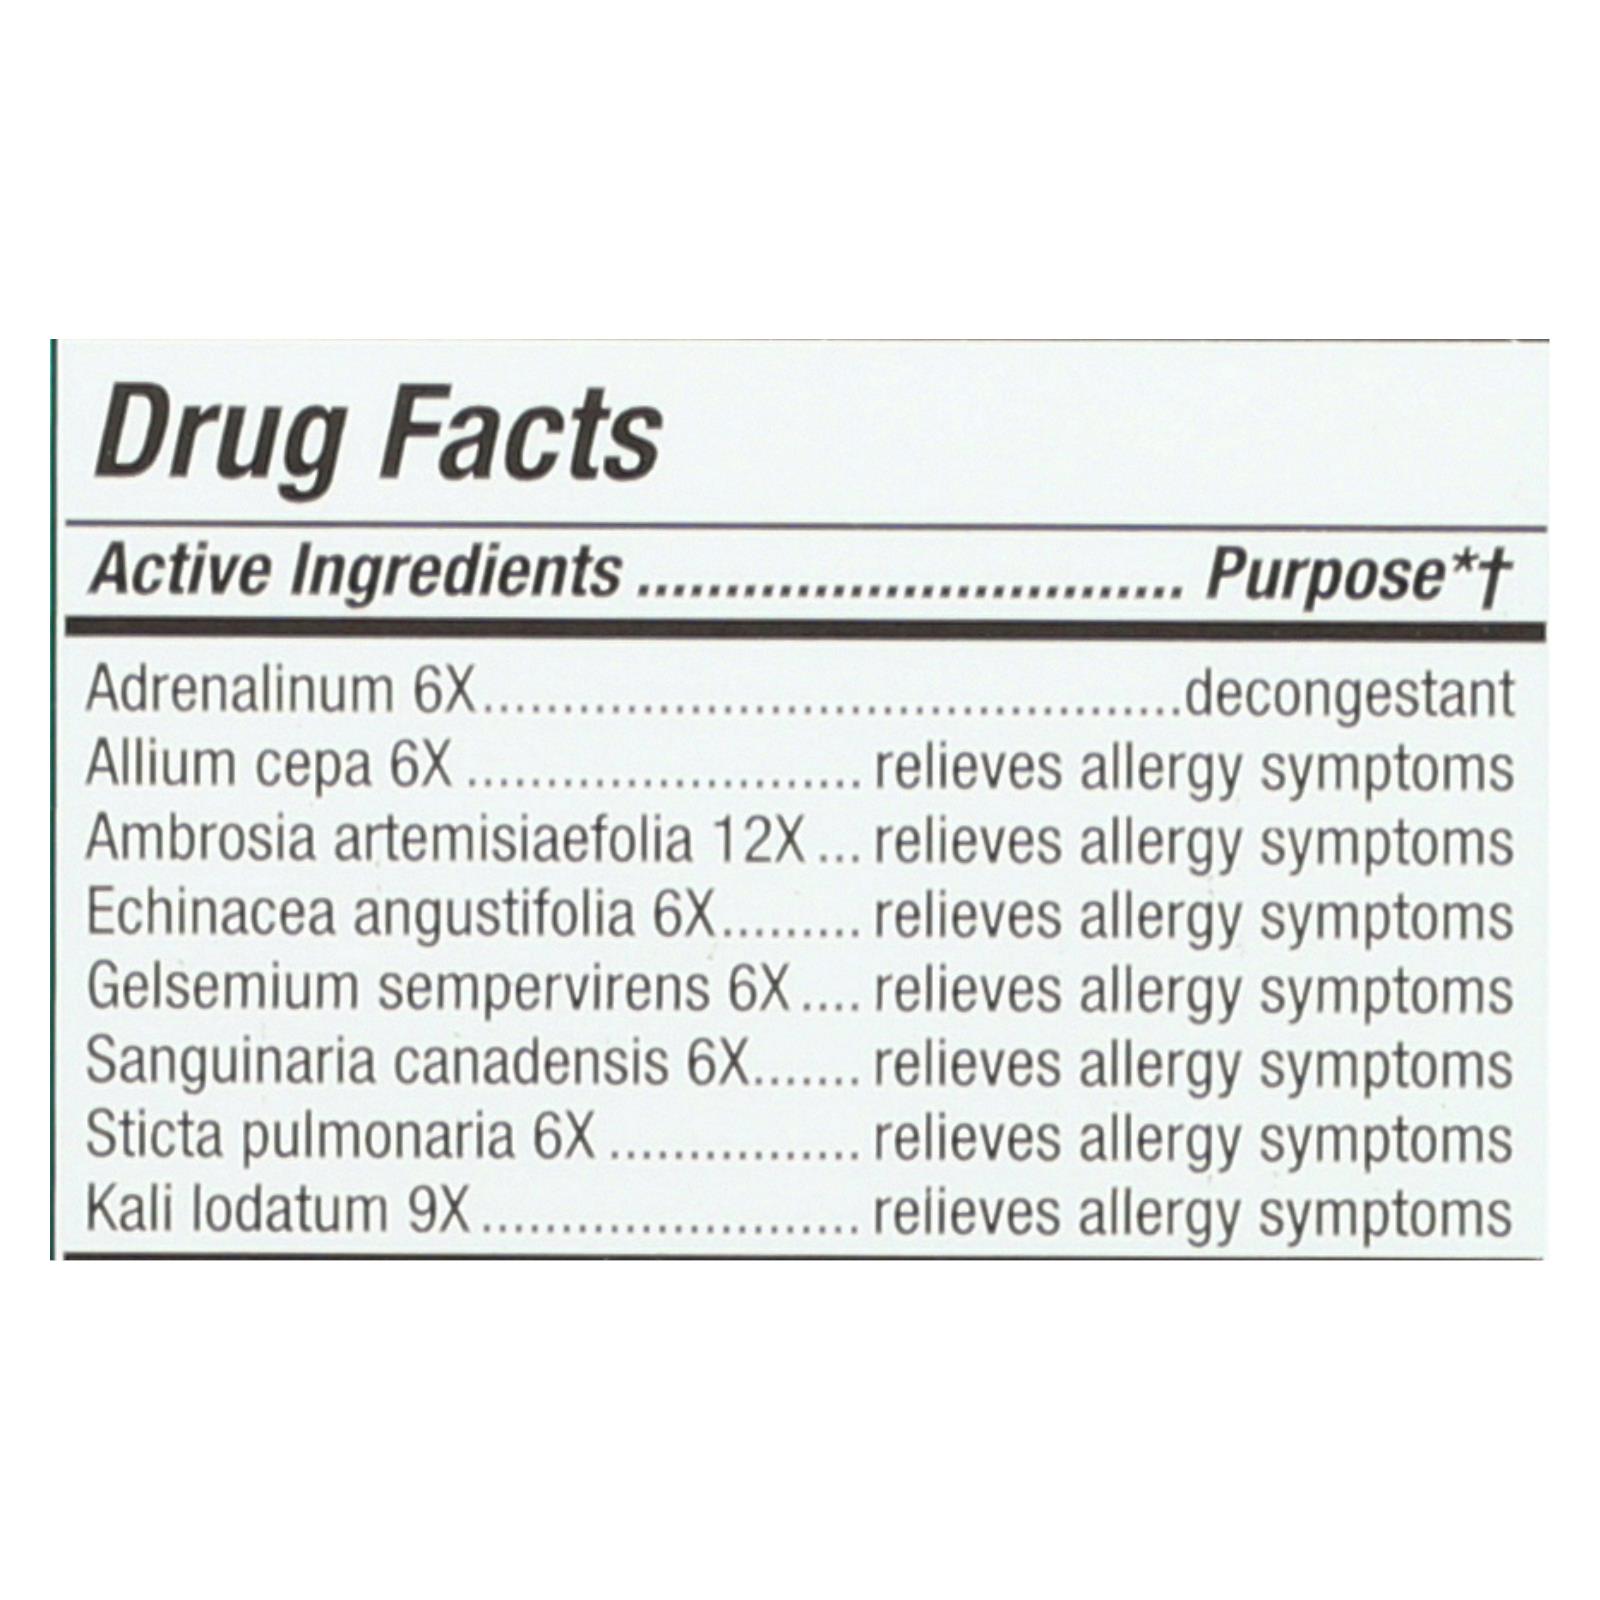 Drug Facts
Active Ingredients ................................ Purpose*†
Adrenalinum 6X............................................decongestant
Allium cepa 6X ......................... relieves allergy symptoms
Ambrosia artemisiaefolia 12X ... relieves allergy symptoms
Echinacea angustifolia 6X......... relieves allergy symptoms
Gelsemium sempervirens 6X.... relieves allergy symptoms
Sanguinaria canadensis 6X....... relieves allergy symptoms
Sticta pulmonaria 6X ................ relieves allergy symptoms
Kali Iodatum 9X........................ relieves allergy symptoms